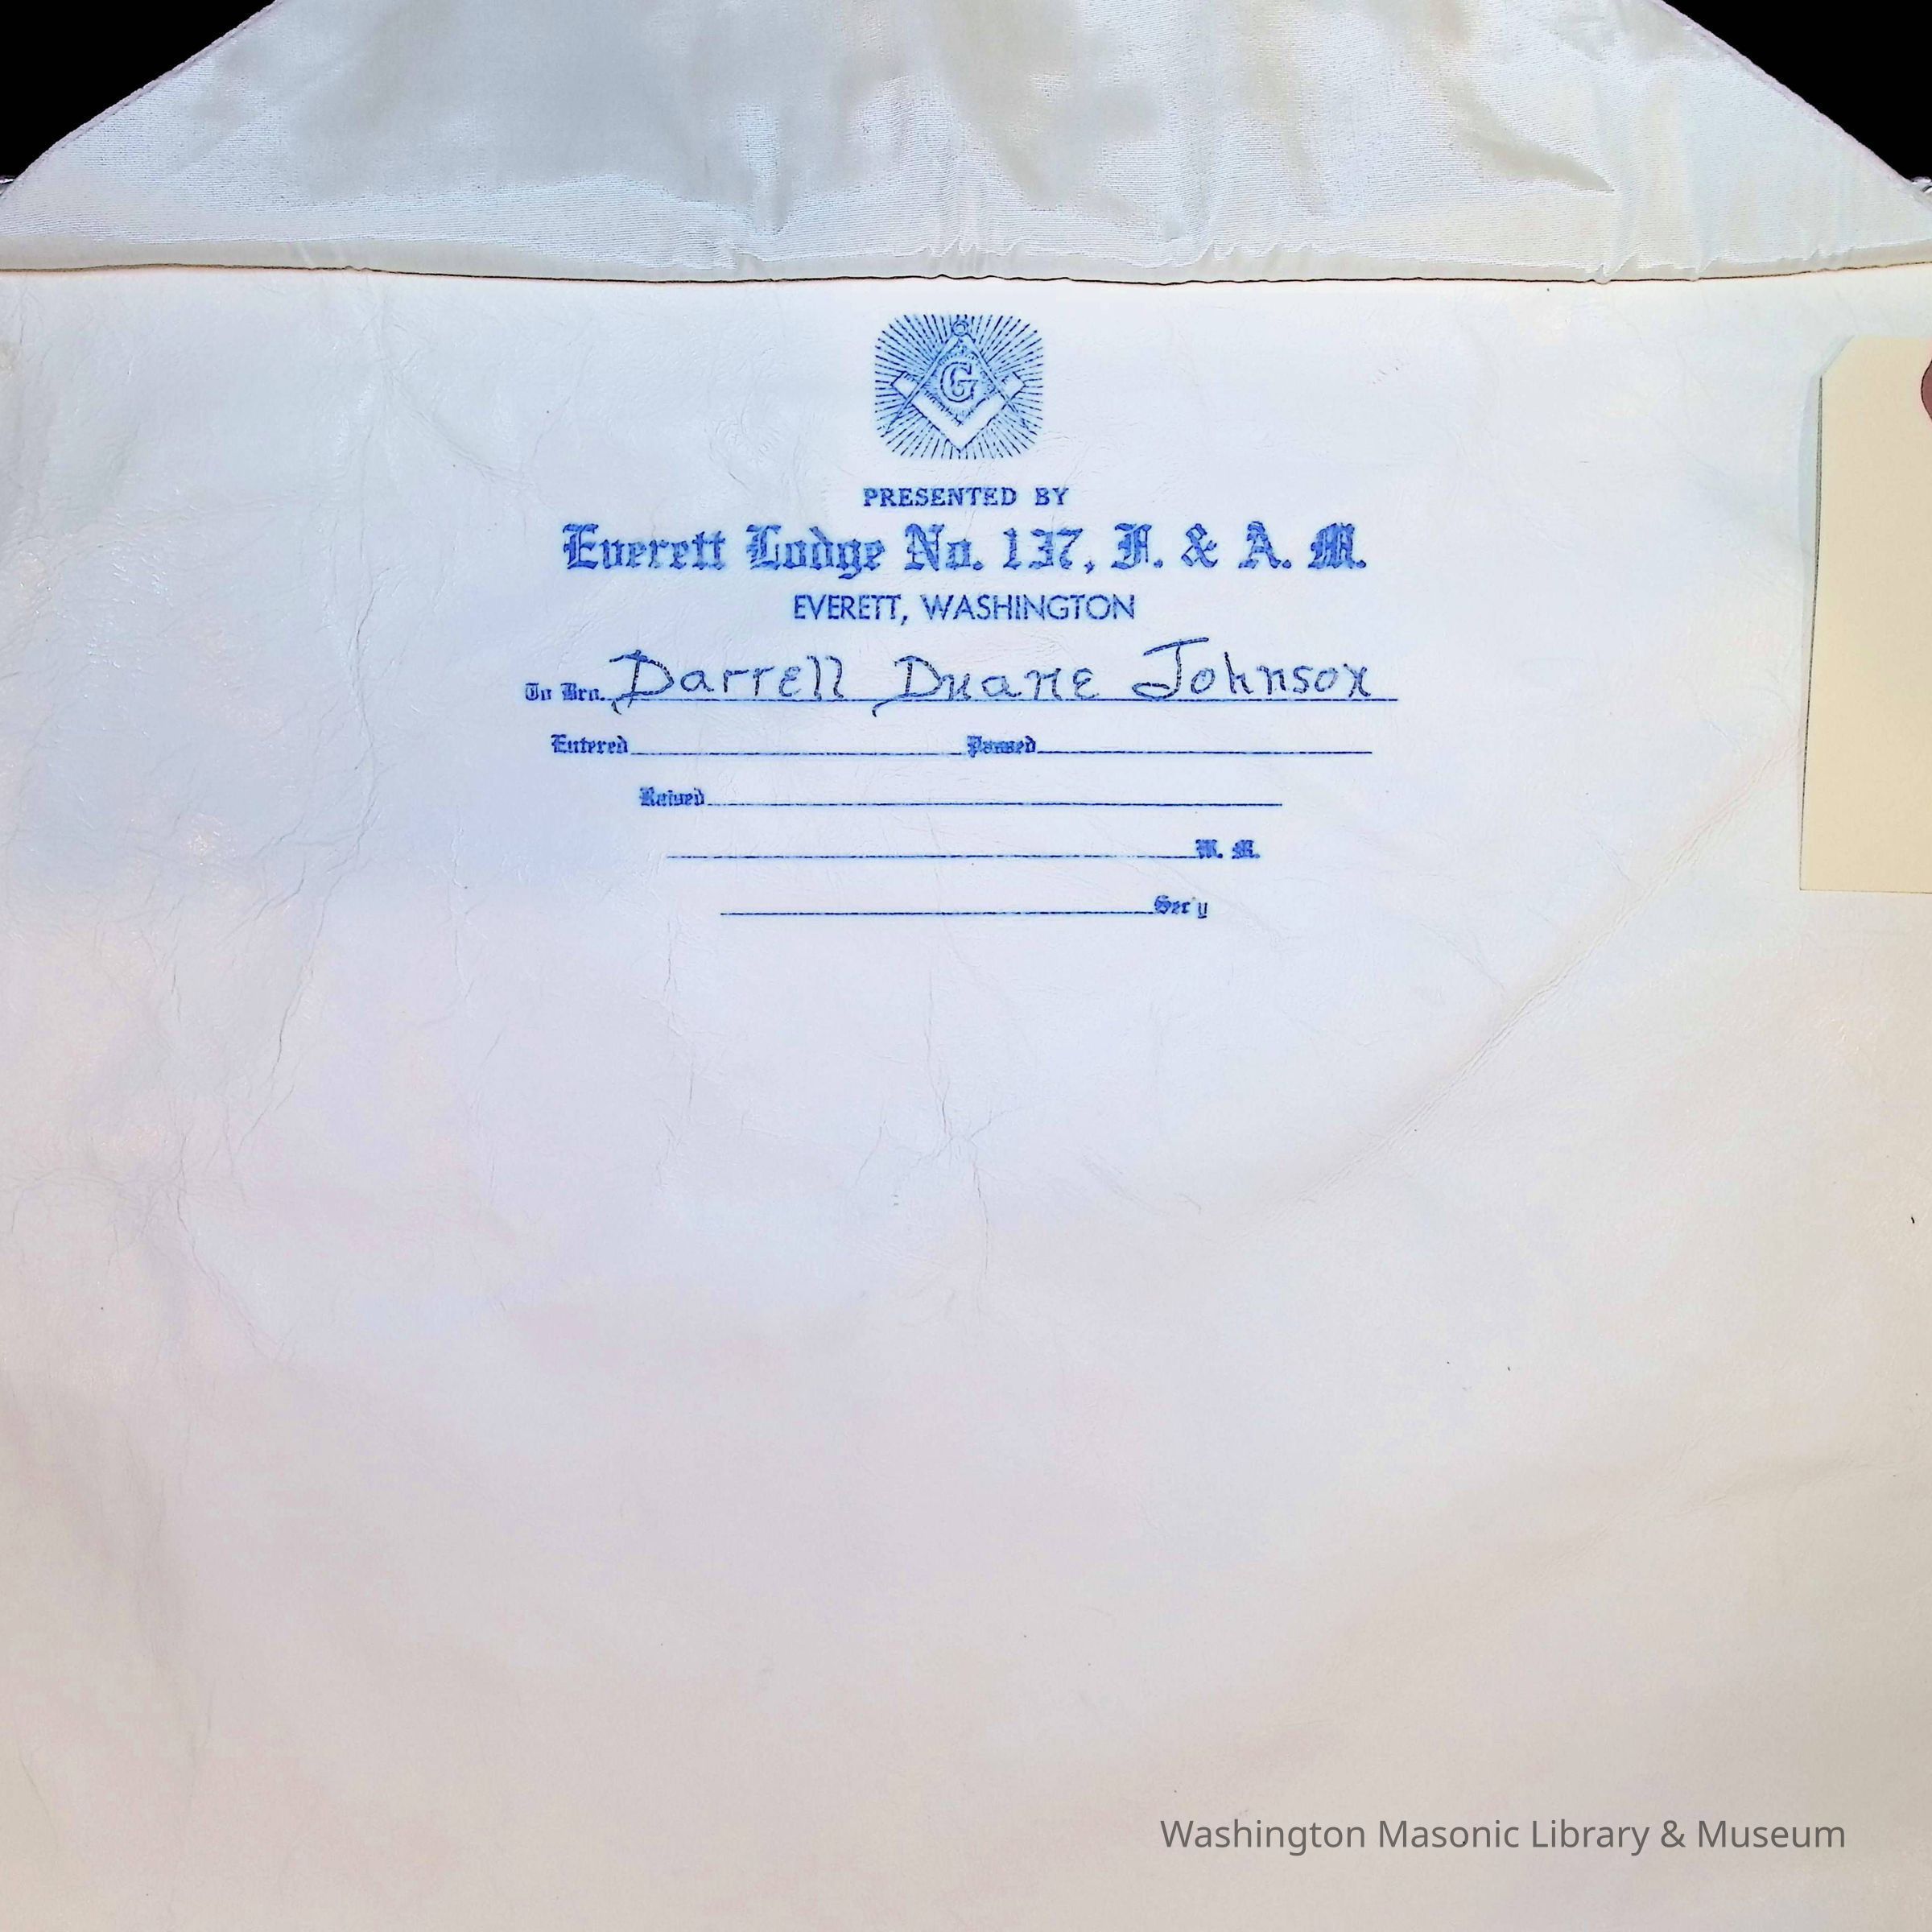 G
PRESENTED BY
Everett Lodge No. 137, F. & A. M.
EVERETT, WASHINGTON
To Bro. Darrell Duane Johnson
Entered Passed
Raised
W. M.
Sec'y
Washington Masonic Library & Museum